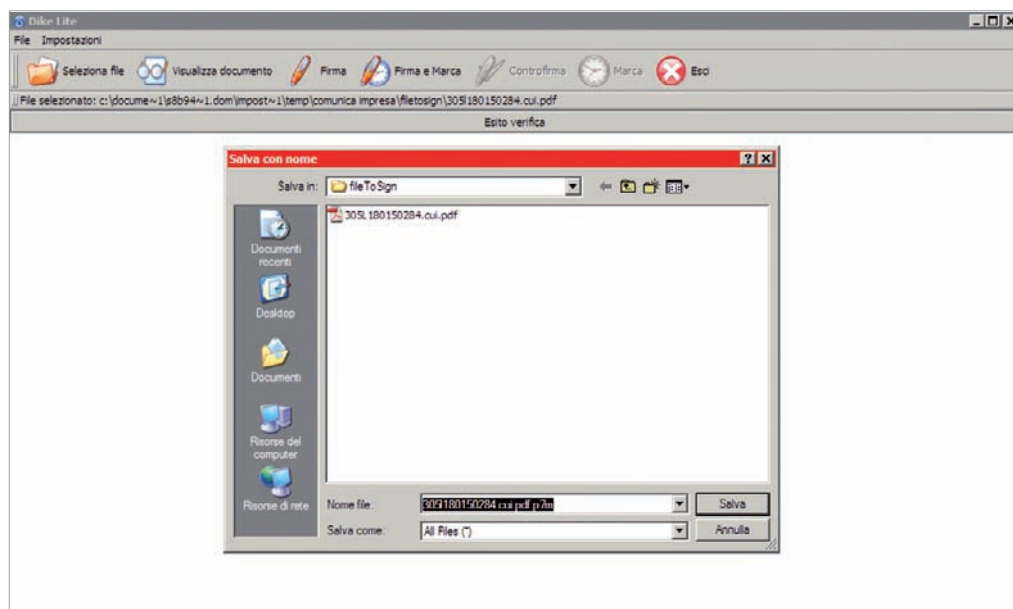 Dike Lite
File Impostazioni
Seleziona file Visualizza documento Firma Firma e Marca Controfirma Marca Esci
File selezionato: c:\docume~1\s8b94~1.dom\impost~1\temp\comunica impresa\filetosign\305l180150284.cui.pdf
Esito verifica
Salva con nome
Salva in: fileToSign
305L180150284.cui.pdf
Documenti
recenti
Desktop
Documenti
Risorse del
computer
Risorse di rete
Nome file: 305l180150284.cui.pdf.p7m Salva
Salva come: All Files (*) Annulla